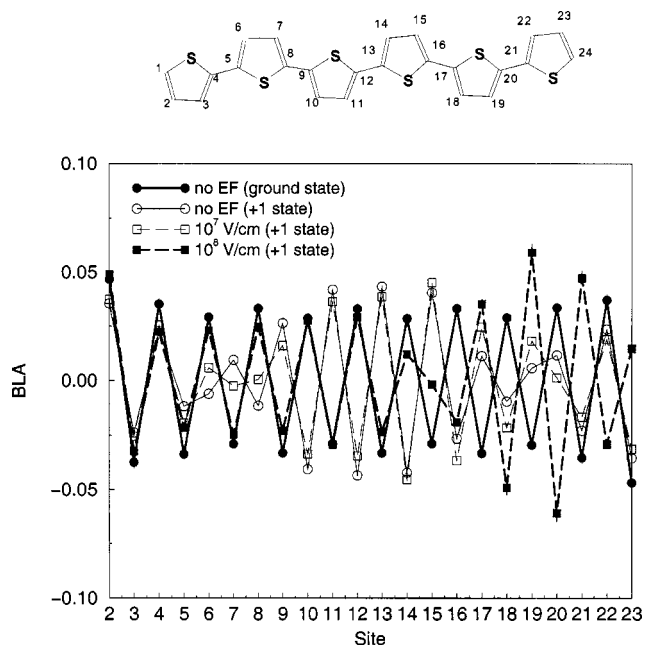 6 7 14 15 22 23
1 S 5 8 S 13 S 16 S 21 24
4 S 9 12 17 20 S
2 3 10 11 18 19
0.10
no EF (ground state)
no EF (+1 state)
10⁷ V/cm (+1 state)
10⁸ V/cm (+1 state)
0.05
0.00
BLA
−0.05
−0.10
2 3 4 5 6 7 8 9 10 11 12 13 14 15 16 17 18 19 20 21 22 23
Site